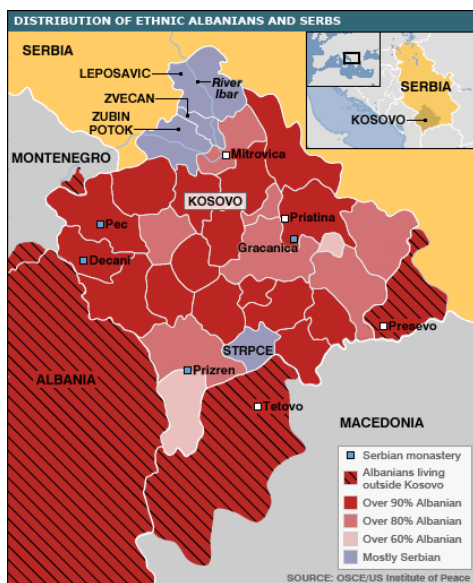 DISTRIBUTION OF ETHNIC ALBANIANS AND SERBS
SERBIA
LEPOSAVIC
River
Ibar
ZVECAN
ZUBIN
POTOK
SERBIA
KOSOVO
MONTENEGRO
Mitrovica
KOSOVO
Pec
Pristina
Gracanica
Decani
Presevo
STRPCE
ALBANIA
Prizren
Tetovo
MACEDONIA
Serbian monastery
Albanians living
outside Kosovo
Over 90% Albanian
Over 80% Albanian
Over 60% Albanian
Mostly Serbian
SOURCE: OSCE/US Institute of Peace